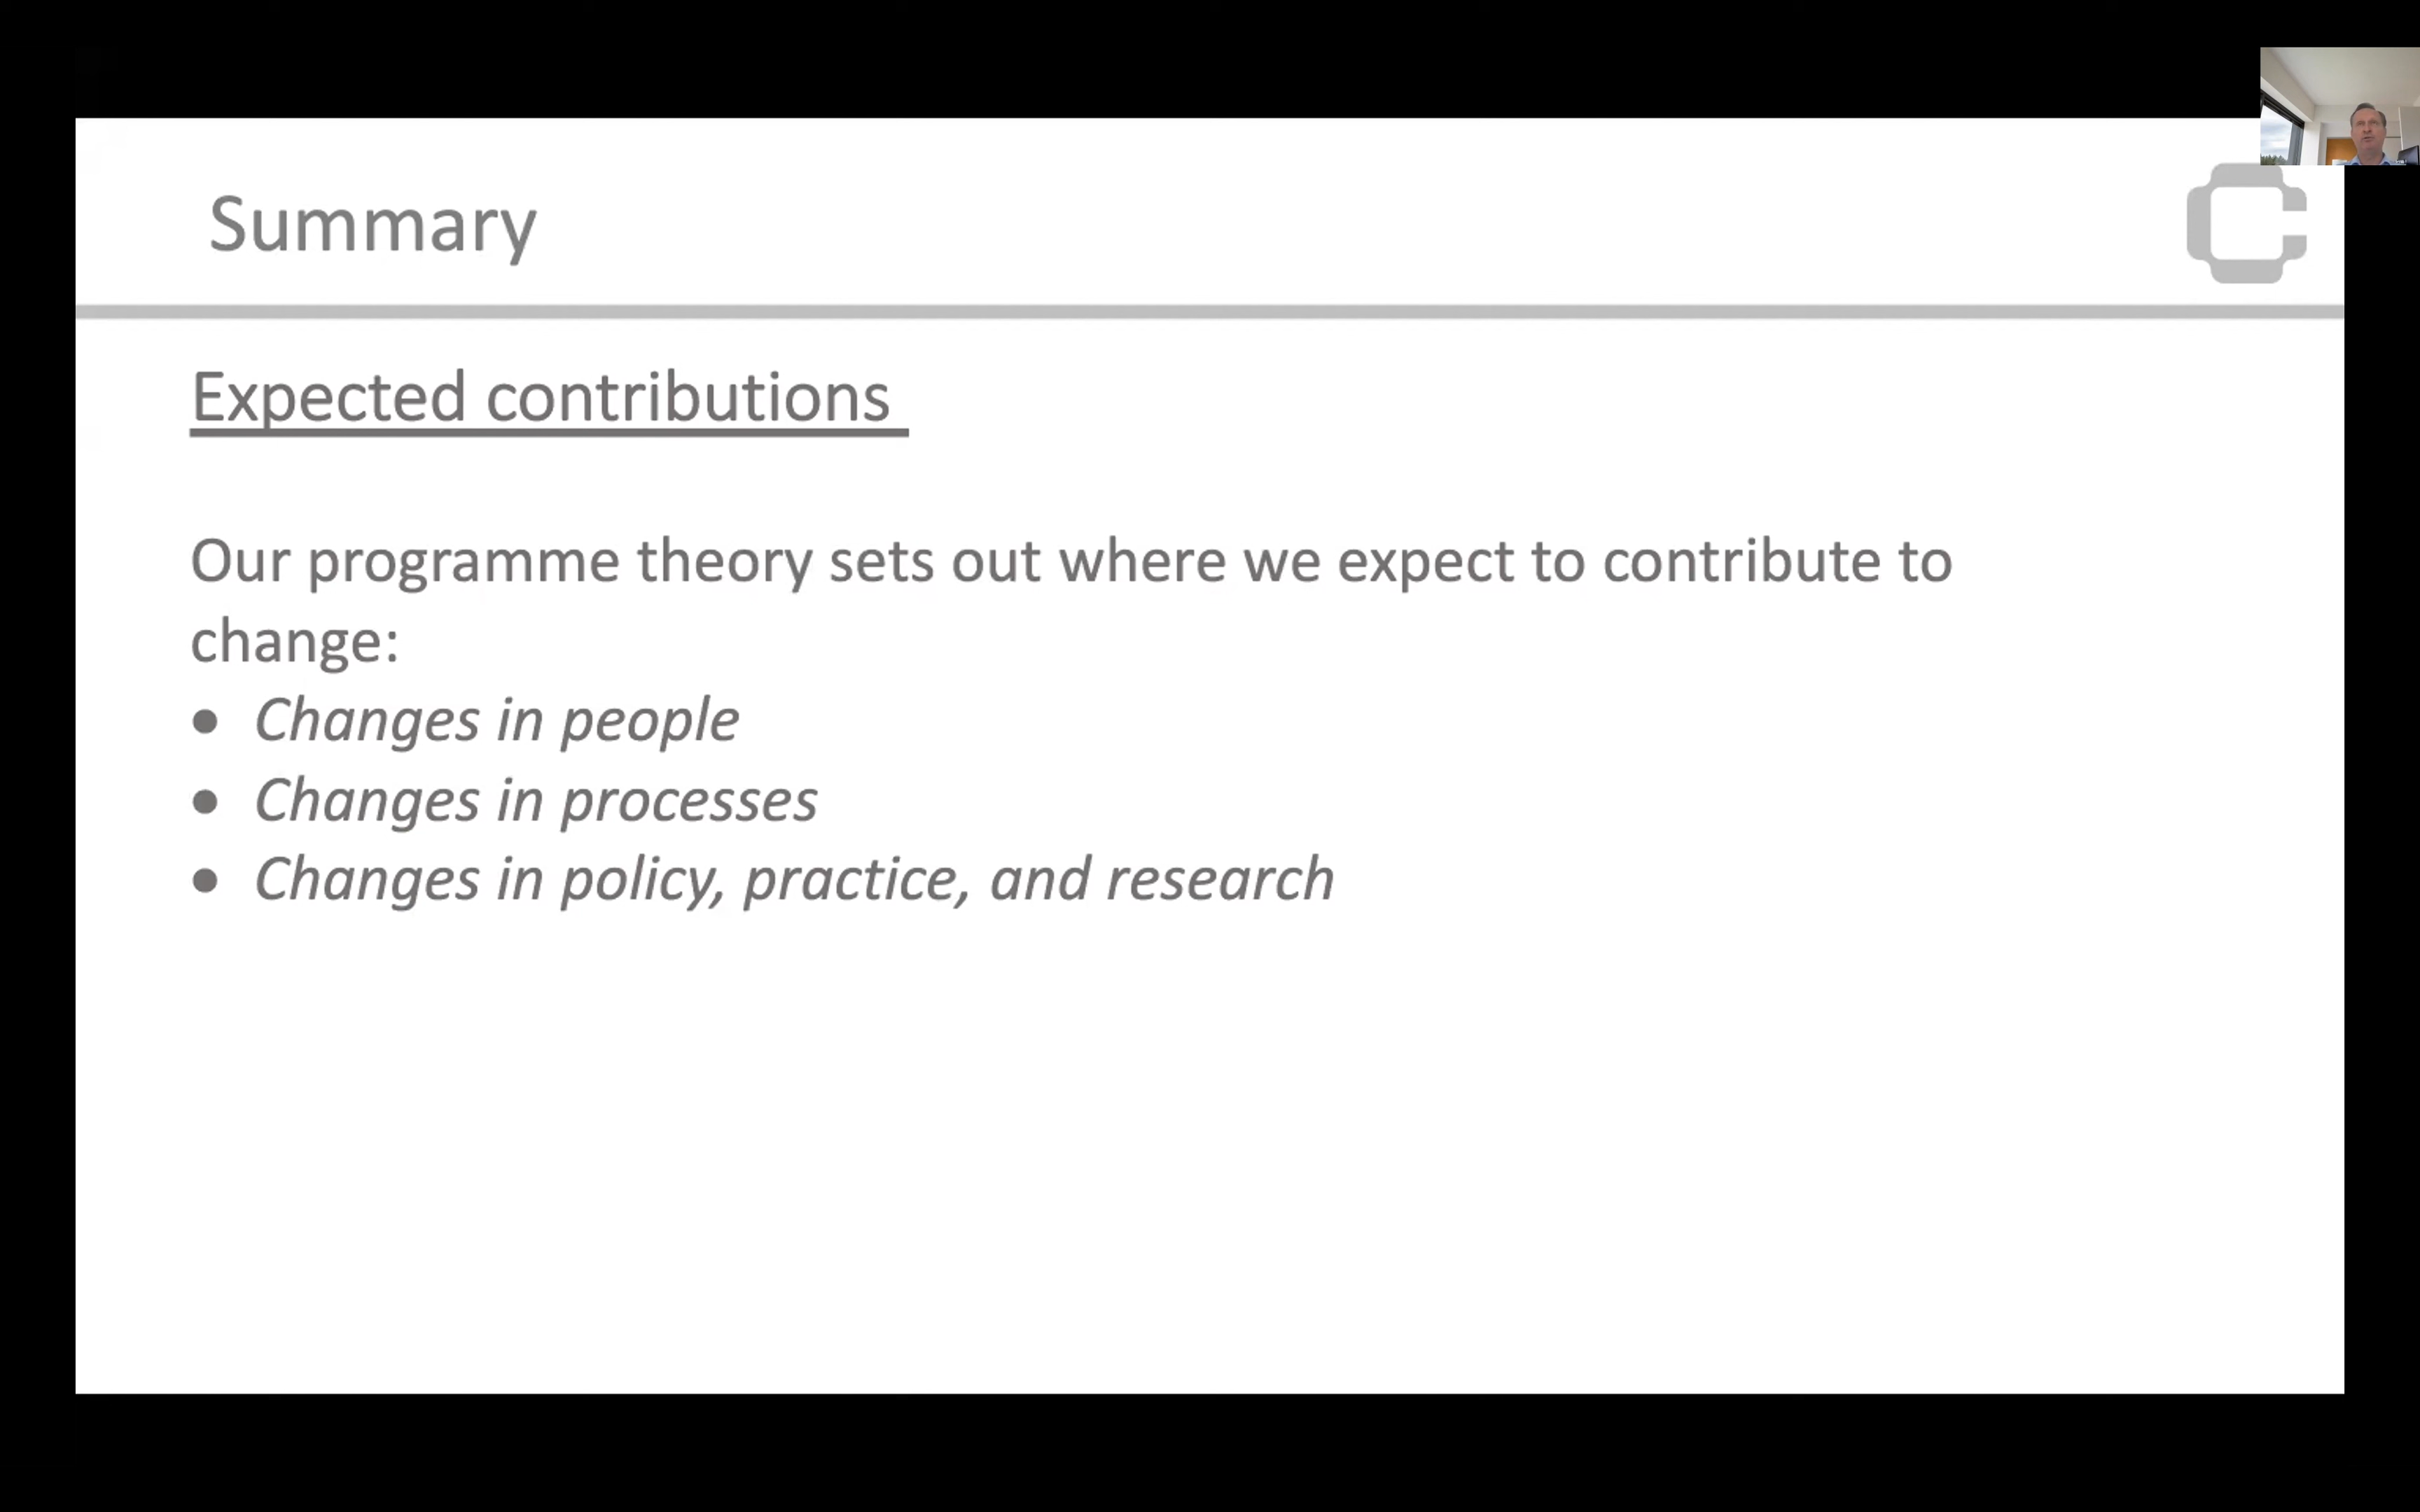 Summary
Expected contributions
Our programme theory sets out where we expect to contribute to
change:
● Changes in people
● Changes in processes
● Changes in policy, practice, and research